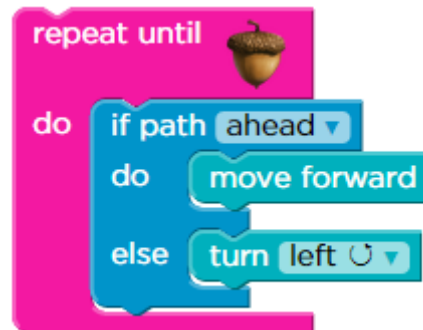 repeat until
do if path ahead ▼
do move forward
else turn left ↺ ▼